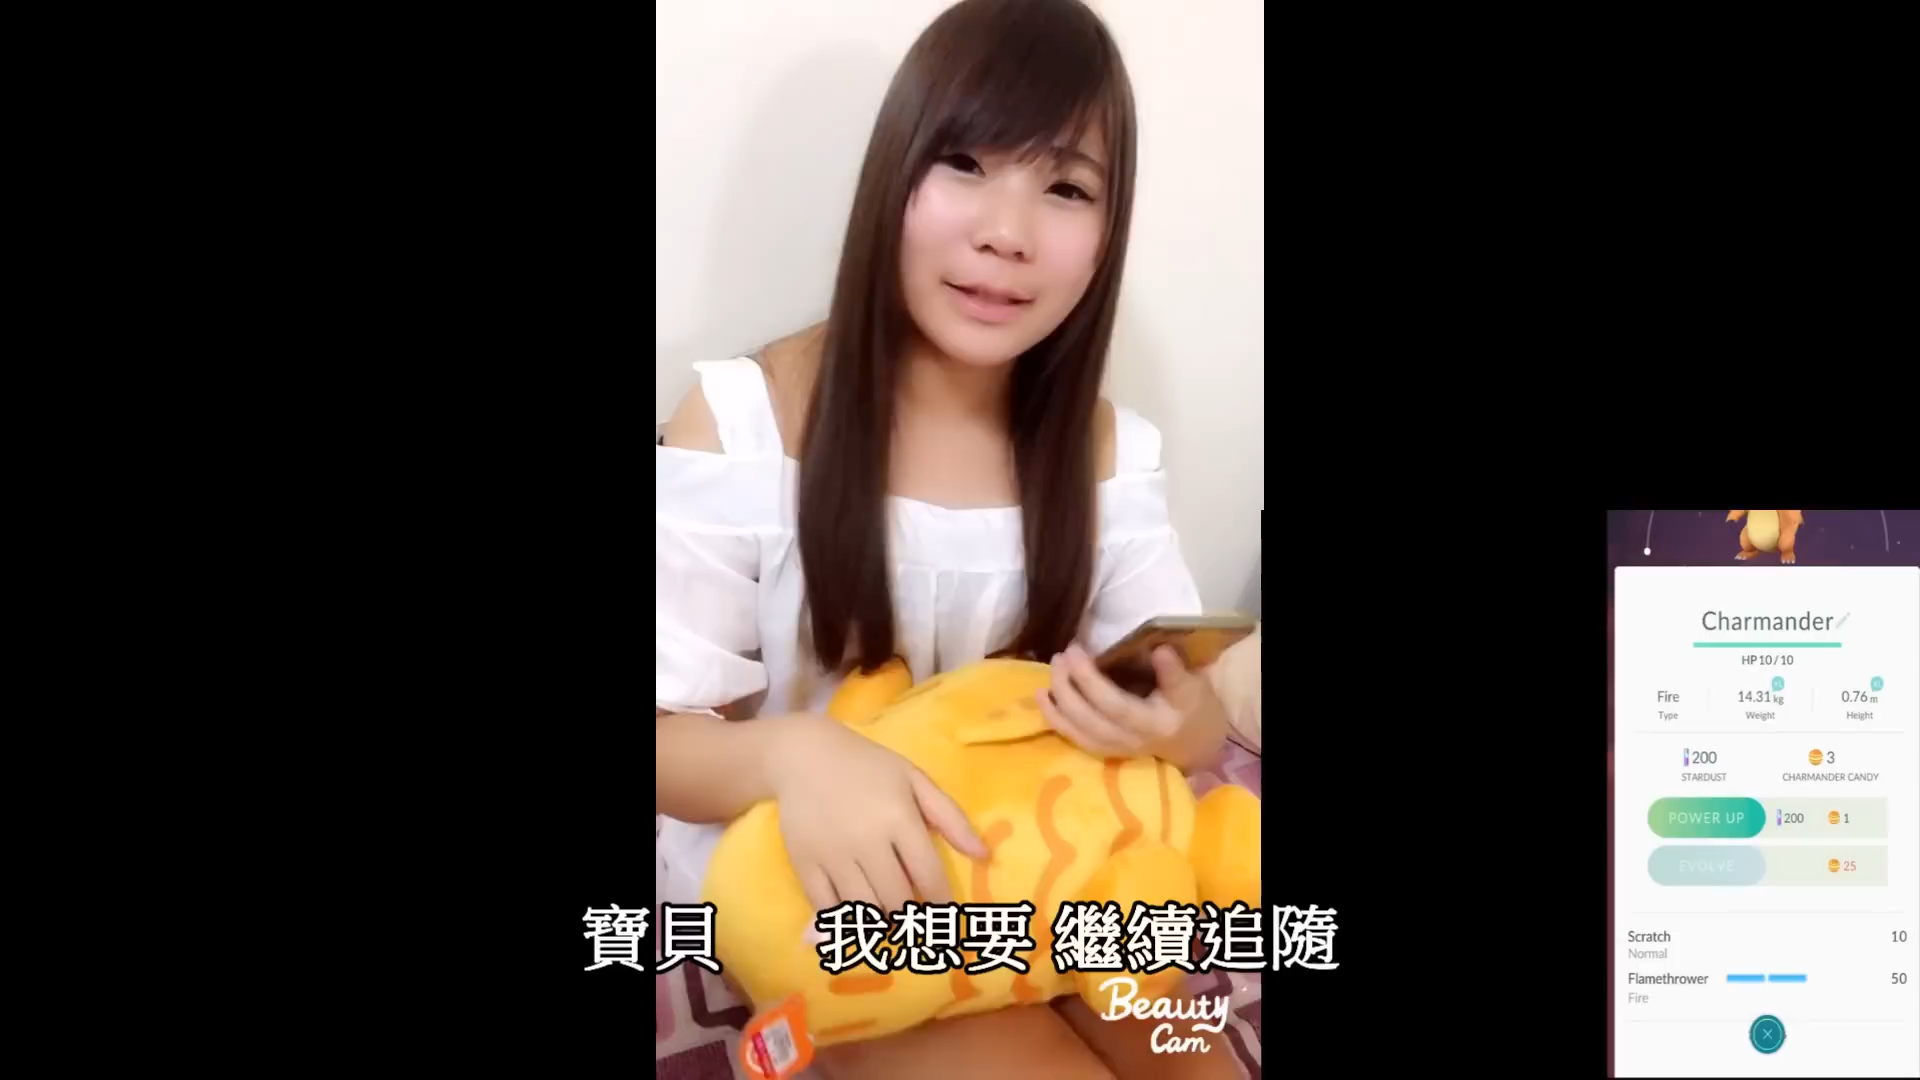 寶貝 我想要 繼續追隨
Beauty
Cam
Charmander
HP 10 / 10
Fire
Type
14.31 kg
Weight
0.76 m
Height
200
STARDUST
3
CHARMANDER CANDY
POWER UP 200 1
EVOLVE 25
Scratch 10
Normal
Flamethrower 50
Fire